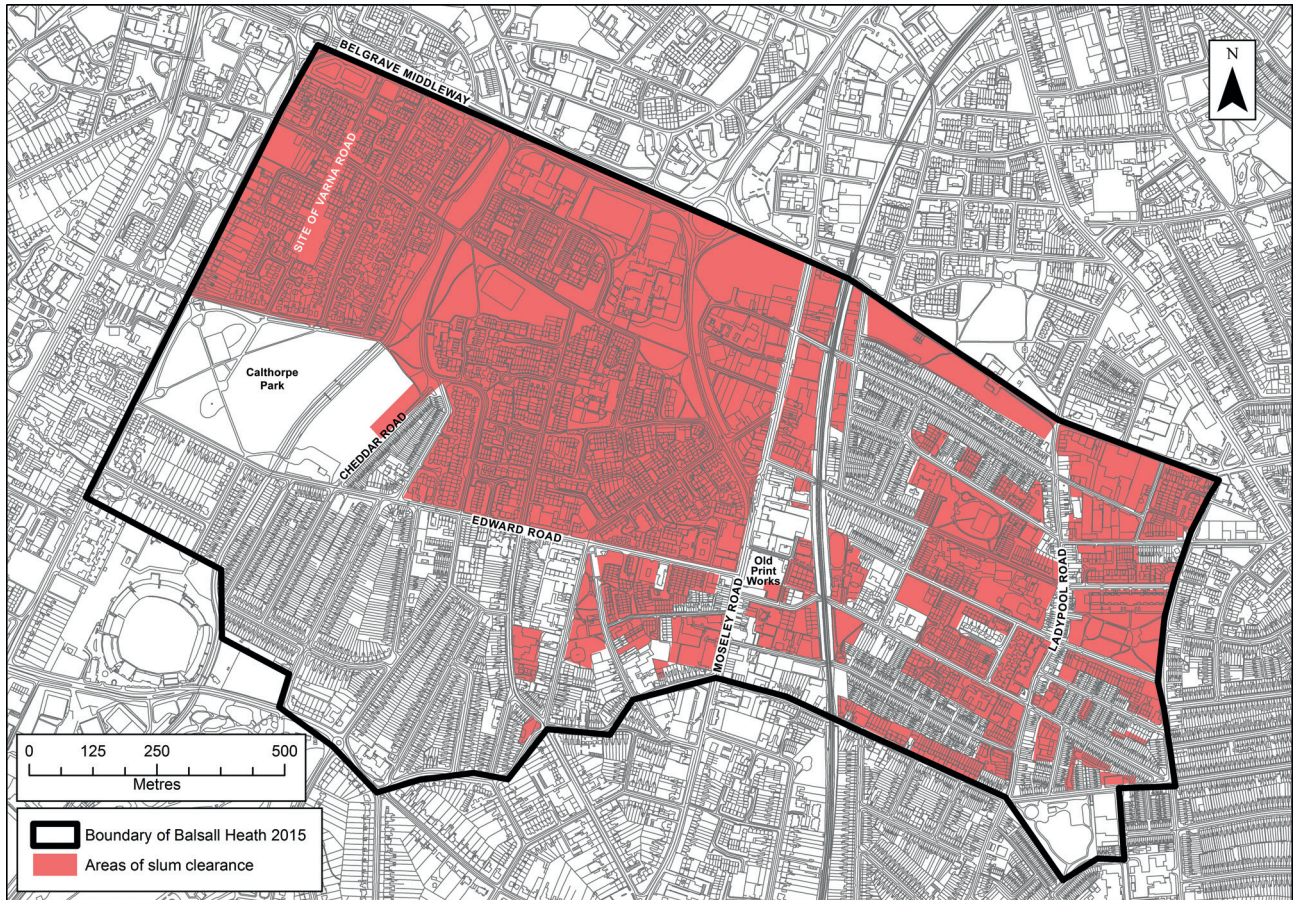 BELGRAVE MIDDLEWAY
N
SITE OF VARNA ROAD
Calthorpe
Park
CHEDDAR ROAD
EDWARD ROAD
Old
Print
Works
MOSELEY ROAD
LADYPOOL ROAD
0 125 250 500
Metres
Boundary of Balsall Heath 2015
Areas of slum clearance